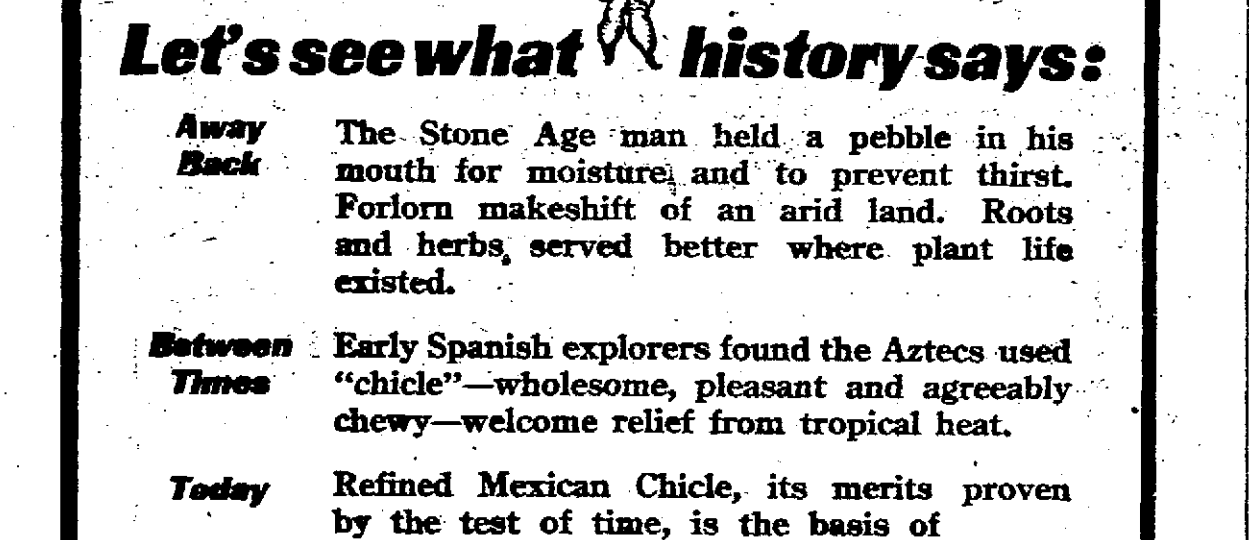 Let's see what history says:
Away
Back
The Stone Age man held a pebble in his
mouth for moisture, and to prevent thirst.
Forlorn makeshift of an arid land. Roots
and herbs, served better where plant life
existed.
Between
Times
Early Spanish explorers found the Aztecs used
“chicle”—wholesome, pleasant and agreeably
chewy—welcome relief from tropical heat.
Today
Refined Mexican Chicle, its merits proven
by the test of time, is the basis of